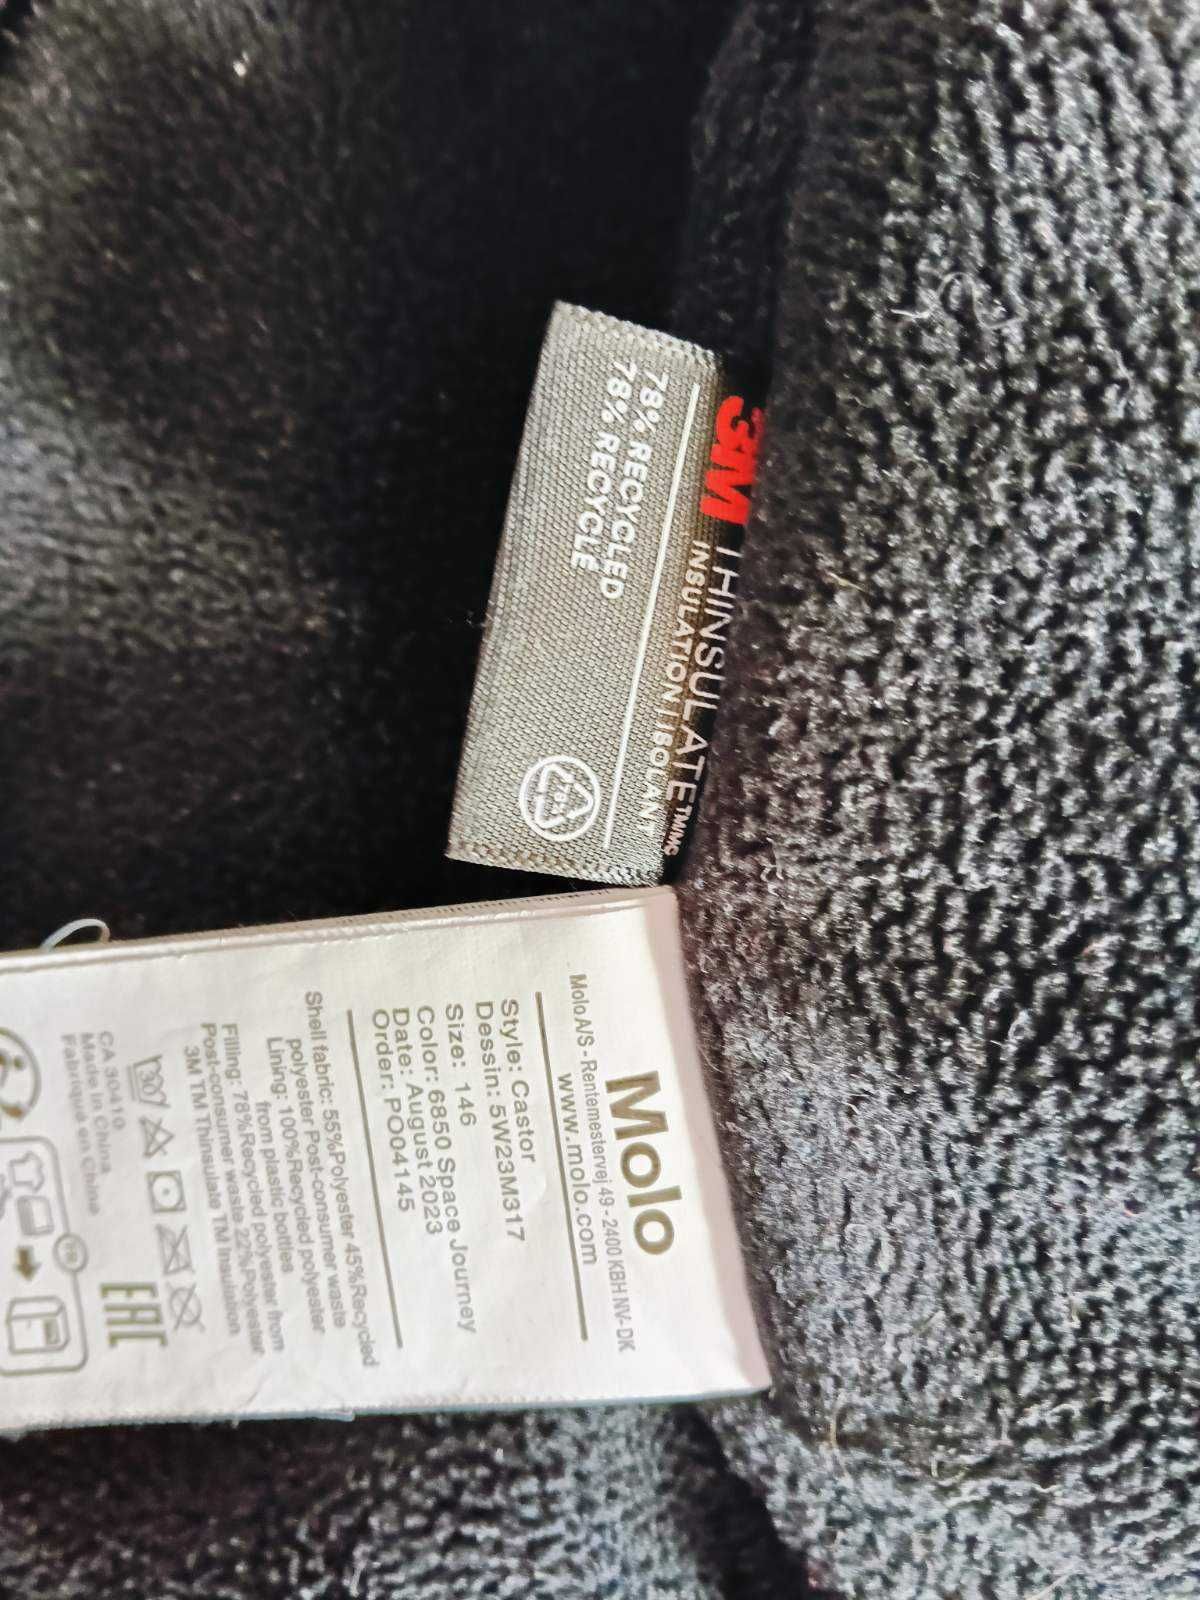 3M THINSULATE™
INSULATION | ISOLANT
78% RECYCLED
78% RECYCLÉ
Molo
Molo A/S - Rentemestervej 49 - 2400 KBH NV- DK
www.molo.com
Style: Castor
Dessin: 5W23M317
Size: 146
Color: 6850 Space Journey
Date: August 2023
Order: PO04145
Shell fabric: 55%Polyester 45%Recycled
polyester Post-consumer waste
Lining: 100%Recycled polyester
from plastic bottles
Filling: 78%Recycled polyester from
Post-consumer waste 22%Polyester
3M TM Thinsulate TM Insulation
30
CA 30410
Made in China
Fabriqué en Chine
EAC